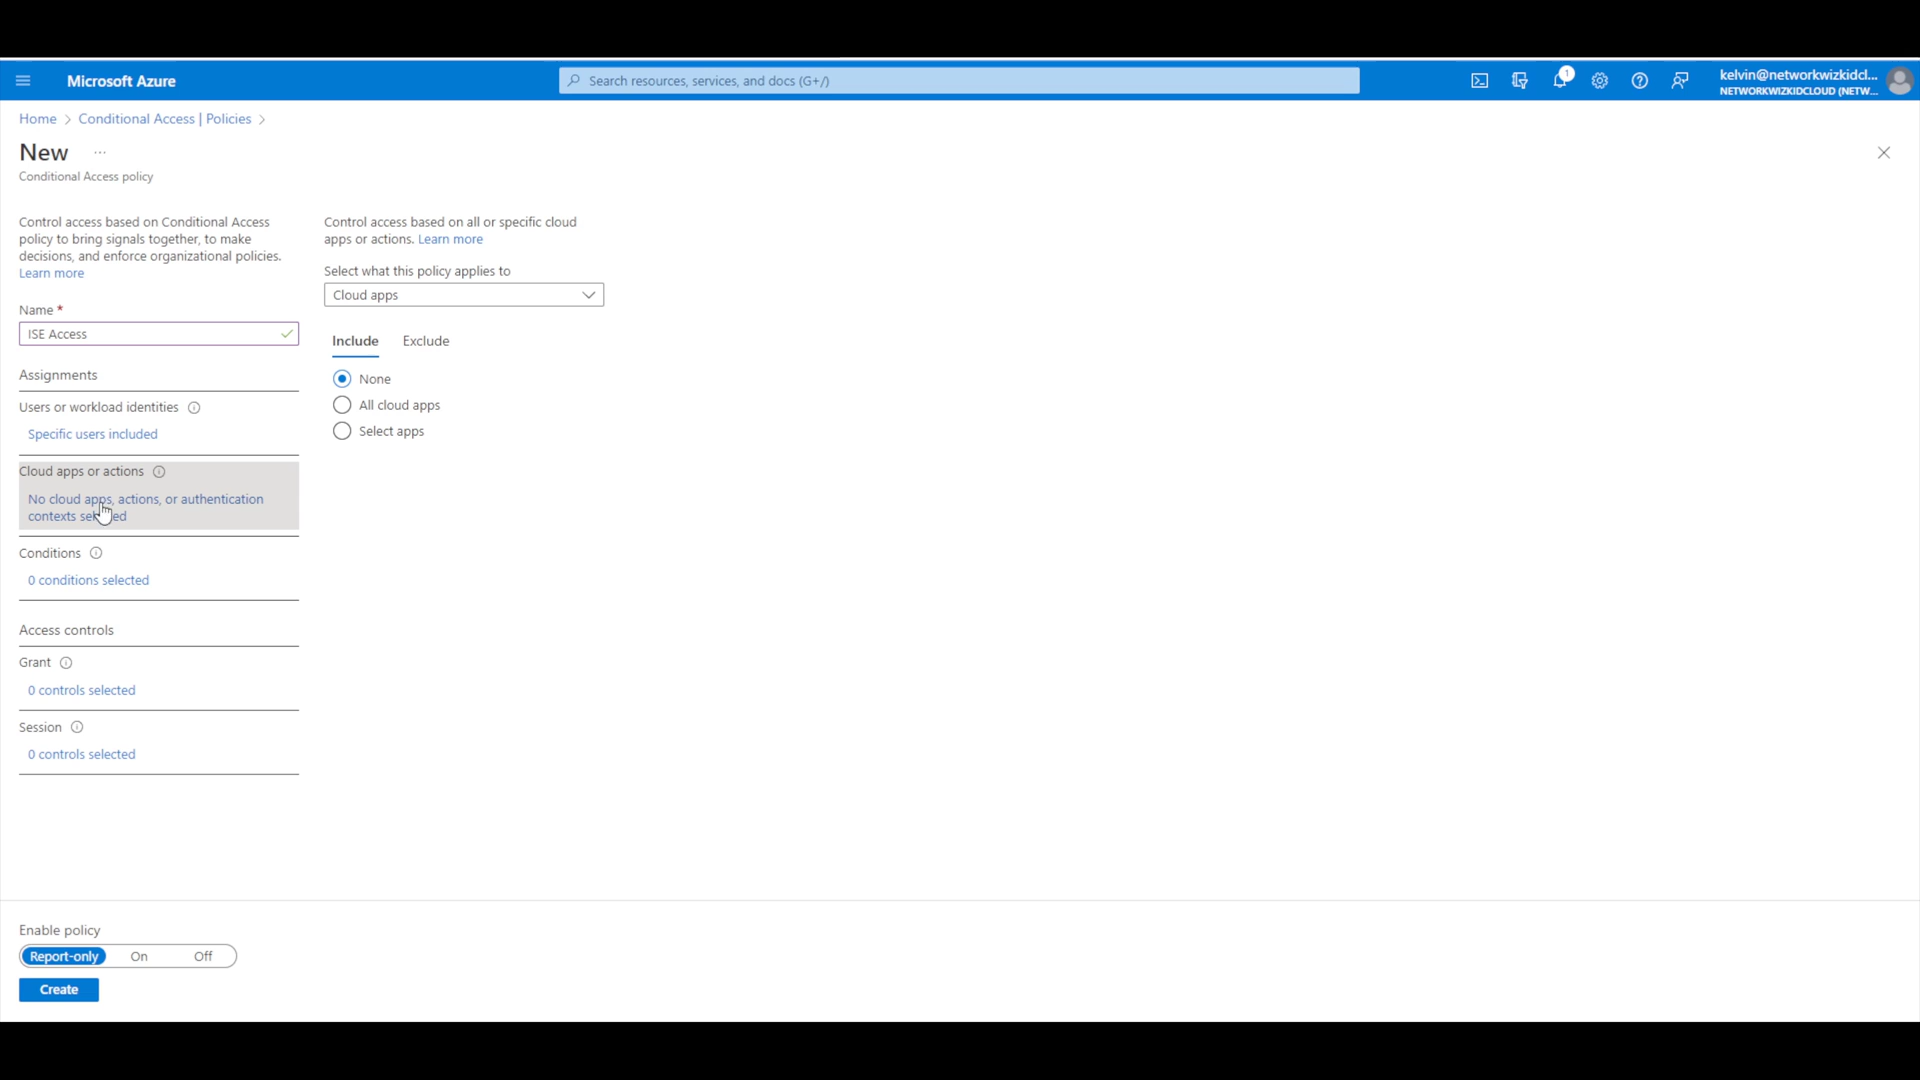 Microsoft Azure
Search resources, services, and docs (G+/)
1
kelvin@networkwizkidcl...
NETWORKWIZKIDCLOUD (NETW...
Home > Conditional Access | Policies >
New ...
Conditional Access policy
Control access based on Conditional Access
policy to bring signals together, to make
decisions, and enforce organizational policies.
Learn more
Name *
ISE Access
Assignments
Users or workload identities
Specific users included
Cloud apps or actions
No cloud apps, actions, or authentication
contexts selected
Conditions
0 conditions selected
Access controls
Grant
0 controls selected
Session
0 controls selected
Control access based on all or specific cloud
apps or actions. Learn more
Select what this policy applies to
Cloud apps
Include Exclude
None
All cloud apps
Select apps
Enable policy
Report-only On Off
Create